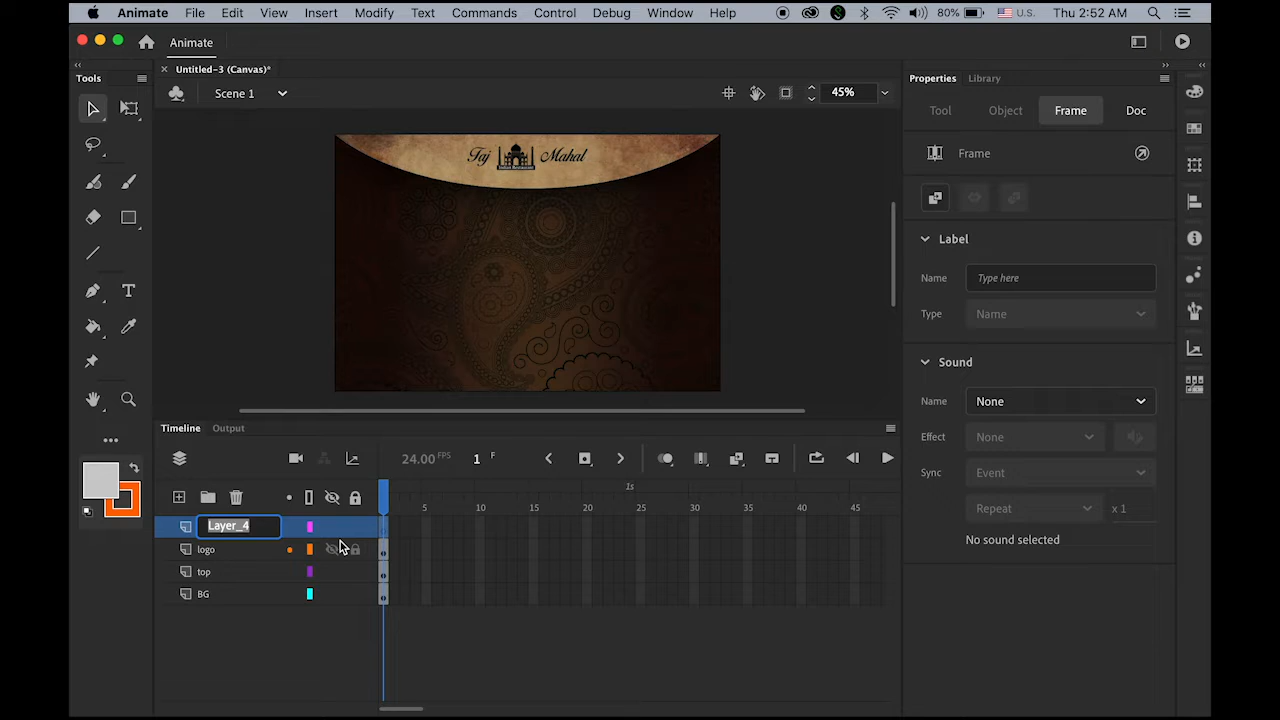 Animate File Edit View Insert Modify Text Commands Control Debug Window Help 80% U.S. Thu 2:52 AM
Animate
Tools
Untitled-3 (Canvas)*
Properties Library
Scene 1 45%
Tool Object Frame Doc
Taj Mahal
Indian Restaurant
Frame
Label
Name Type here
Type Name
Sound
Name None
Timeline Output
Effect None
24.00 FPS 1 F
Sync Event
1s
Repeat x 1
5 10 15 20 25 30 35 40 45
Layer_4
No sound selected
logo
top
BG